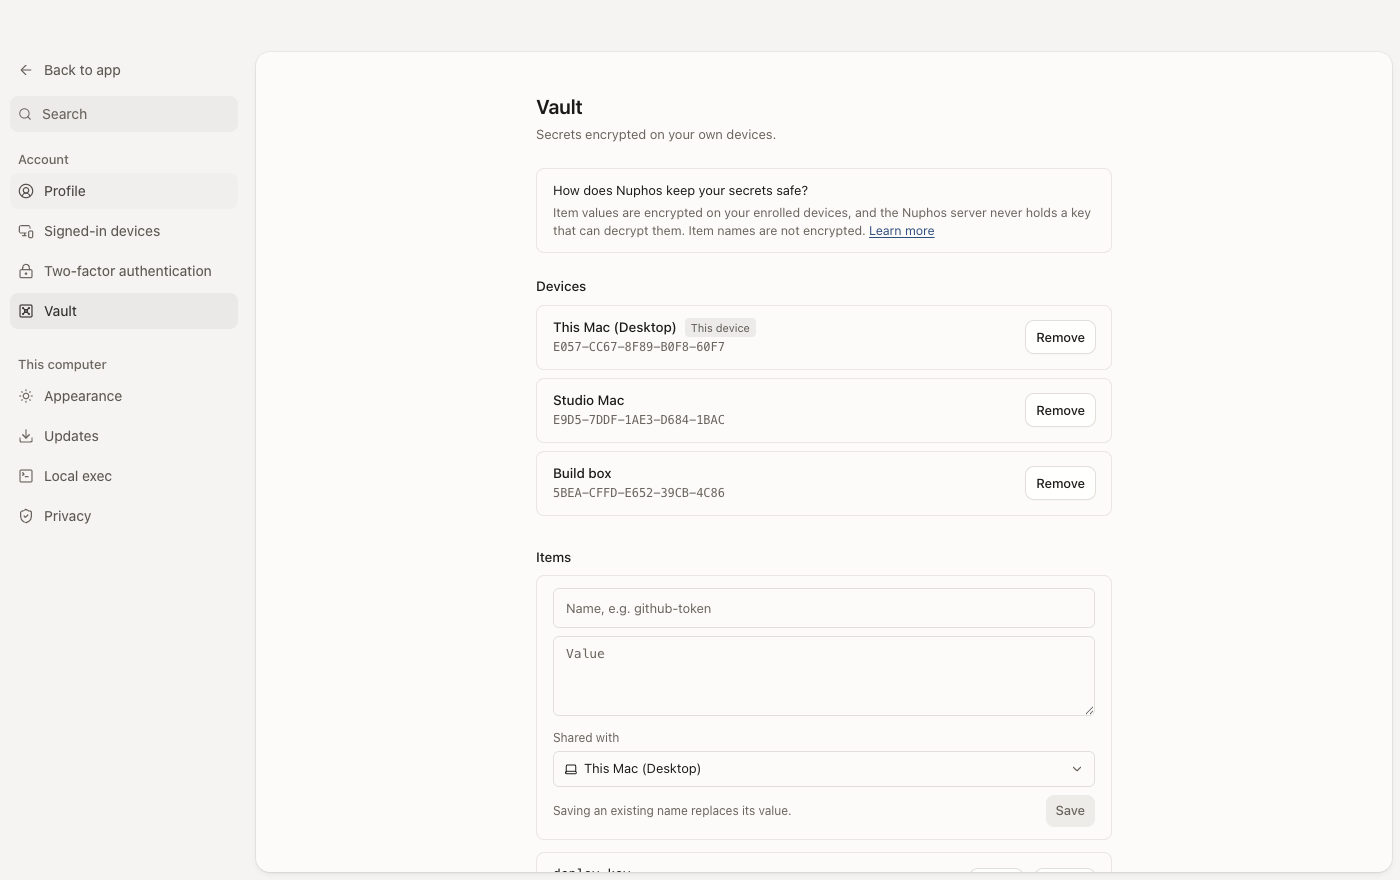 Back to app
Search
Account
Profile
Signed-in devices
Two-factor authentication
Vault
This computer
Appearance
Updates
Local exec
Privacy
Vault
Secrets encrypted on your own devices.
How does Nuphos keep your secrets safe?
Item values are encrypted on your enrolled devices, and the Nuphos server never holds a key
that can decrypt them. Item names are not encrypted. Learn more
Devices
This Mac (Desktop) This device
E057-CC67-8F89-B0F8-60F7
Remove
Studio Mac
E9D5-7DDF-1AE3-D684-1BAC
Remove
Build box
5BEA-CFFD-E652-39CB-4C86
Remove
Items
Name, e.g. github-token
Value
Shared with
This Mac (Desktop)
Saving an existing name replaces its value.
Save